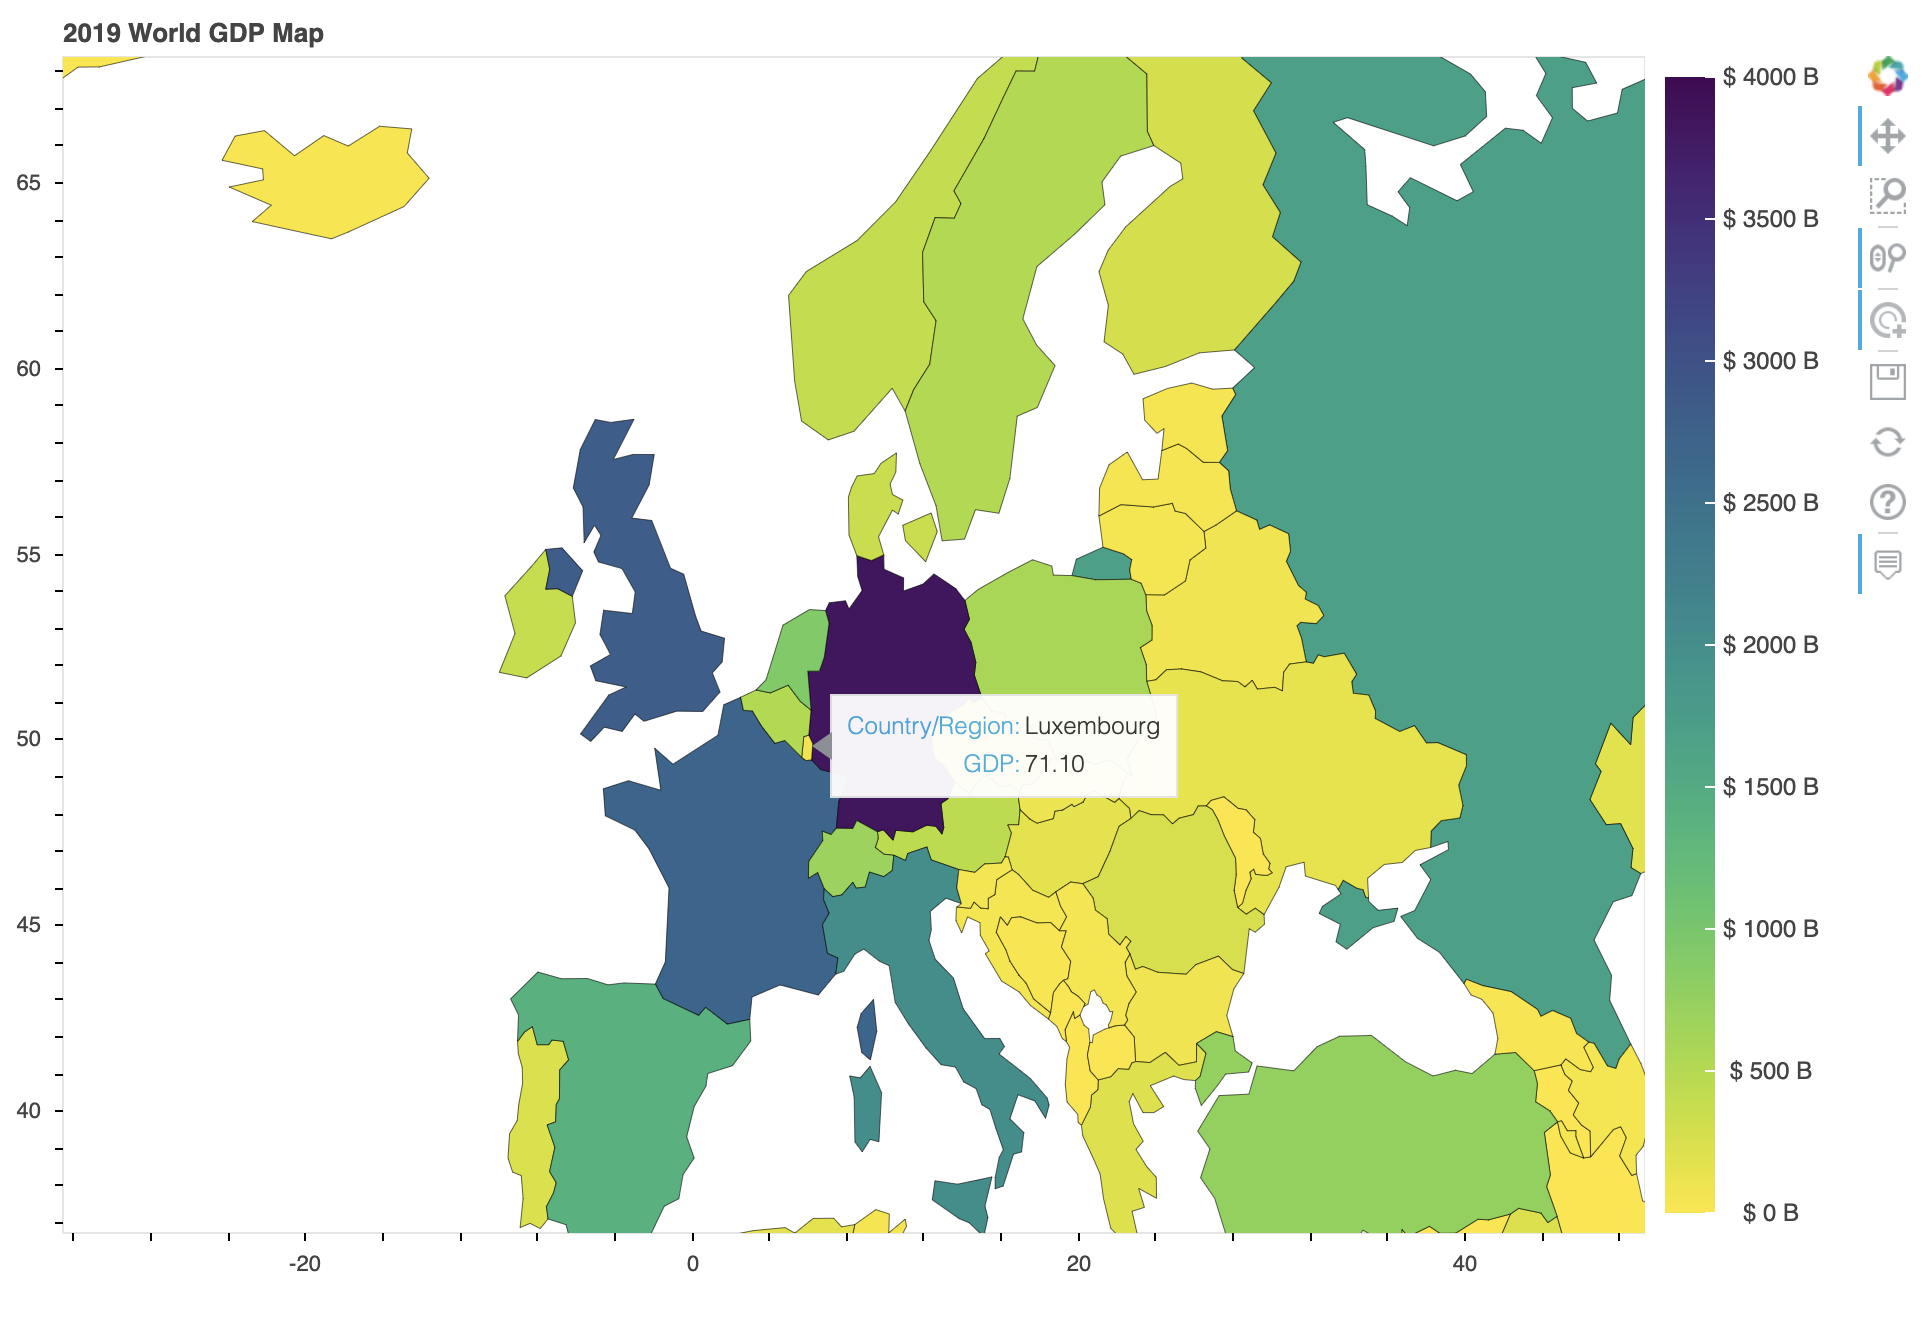 2019 World GDP Map
65
60
55
50
45
40
-20
0
20
40
Country/Region: Luxembourg
GDP: 71.10
$ 4000 B
$ 3500 B
$ 3000 B
$ 2500 B
$ 2000 B
$ 1500 B
$ 1000 B
$ 500 B
$ 0 B